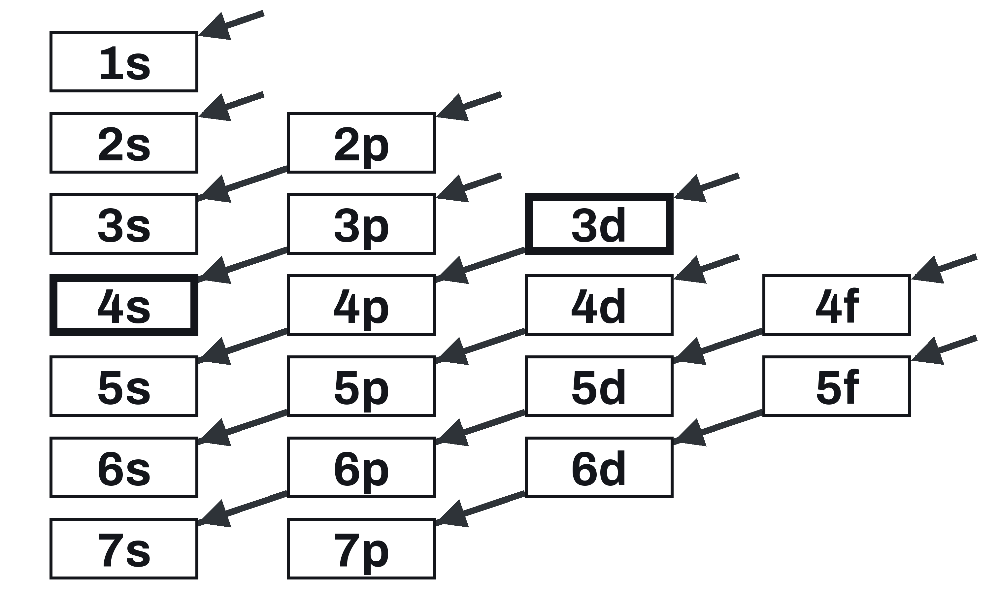 1s
2s 2p
3s 3p 3d
4s 4p 4d 4f
5s 5p 5d 5f
6s 6p 6d
7s 7p